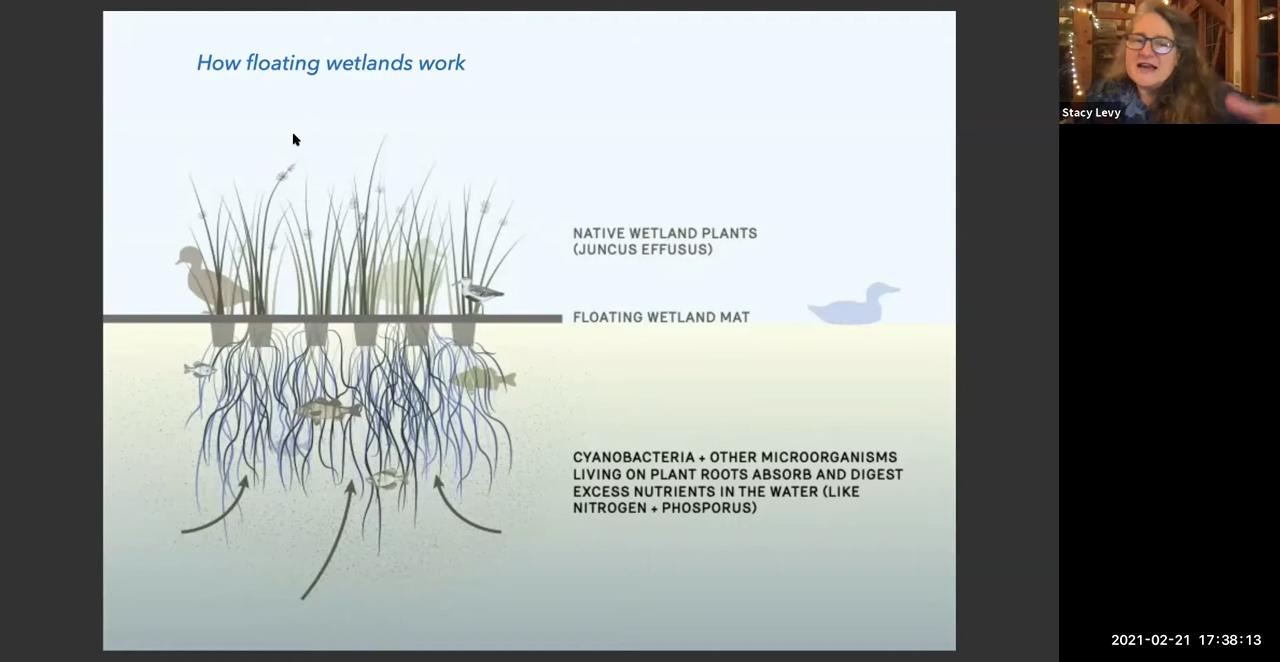 How floating wetlands work
NATIVE WETLAND PLANTS
(JUNCUS EFFUSUS)
FLOATING WETLAND MAT
CYANOBACTERIA + OTHER MICROORGANISMS
LIVING ON PLANT ROOTS ABSORB AND DIGEST
EXCESS NUTRIENTS IN THE WATER (LIKE
NITROGEN + PHOSPORUS)
Stacy Levy
2021-02-21 17:38:13